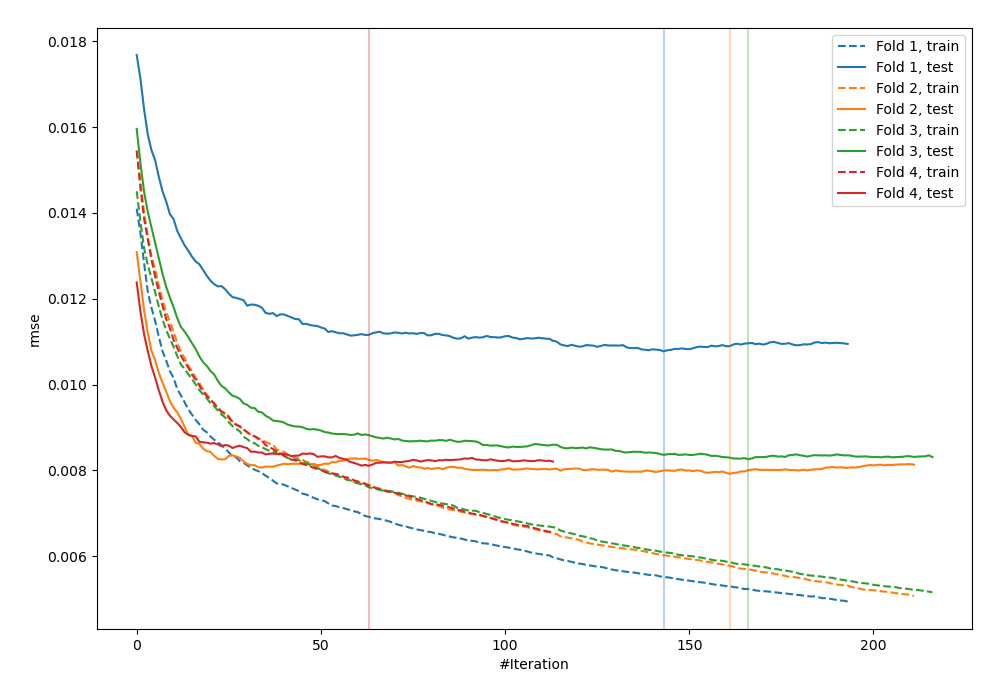 0.018
0.016
0.014
0.012
0.010
0.008
0.006
rmse
0
50
100
150
200
#Iteration
Fold 1, train
Fold 1, test
Fold 2, train
Fold 2, test
Fold 3, train
Fold 3, test
Fold 4, train
Fold 4, test